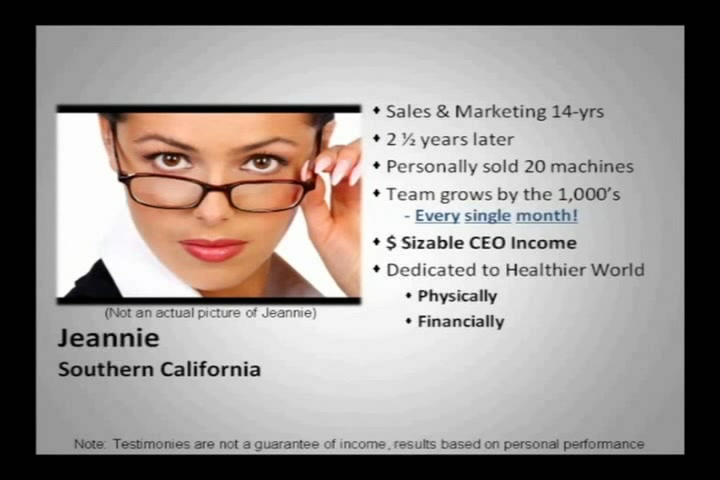 ♦ Sales & Marketing 14-yrs
♦ 2 ½ years later
♦ Personally sold 20 machines
♦ Team grows by the 1,000's
- Every single month!
♦ $ Sizable CEO Income
♦ Dedicated to Healthier World
• Physically
• Financially
(Not an actual picture of Jeannie)
Jeannie
Southern California
Note: Testimonies are not a guarantee of income, results based on personal performance